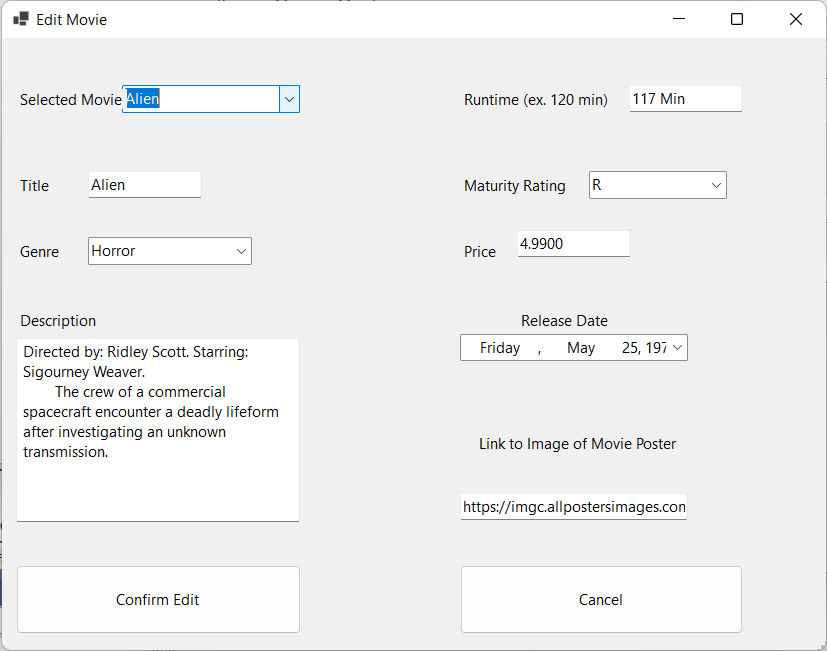 Edit Movie
Selected Movie Alien
Runtime (ex. 120 min) 117 Min
Title Alien
Maturity Rating R
Genre Horror
Price 4.9900
Description
Release Date
Directed by: Ridley Scott. Starring:
Sigourney Weaver.
The crew of a commercial
spacecraft encounter a deadly lifeform
after investigating an unknown
transmission.
Friday , May 25, 197
Link to Image of Movie Poster
https://imgc.allpostersimages.con
Confirm Edit
Cancel